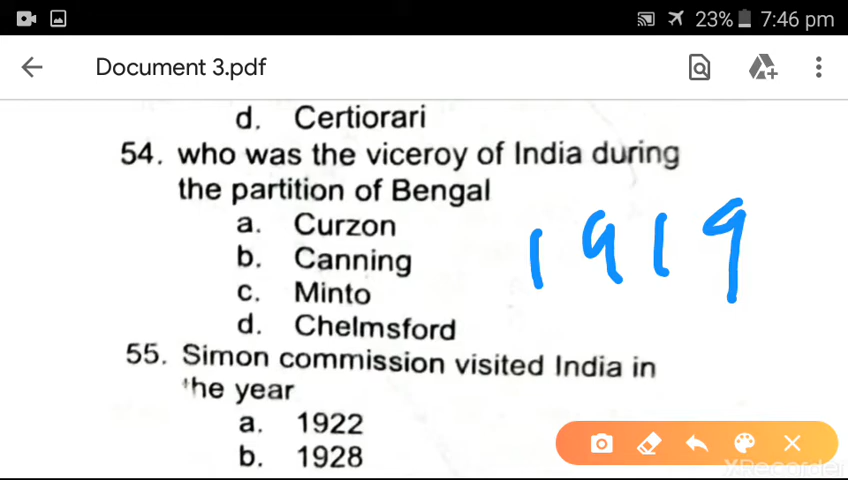 23% 7:46 pm
Document 3.pdf
d. Certiorari
54. who was the viceroy of India during
the partition of Bengal
a. Curzon
b. Canning
c. Minto
d. Chelmsford
1919
55. Simon commission visited India in
the year
a. 1922
b. 1928
XRecorder